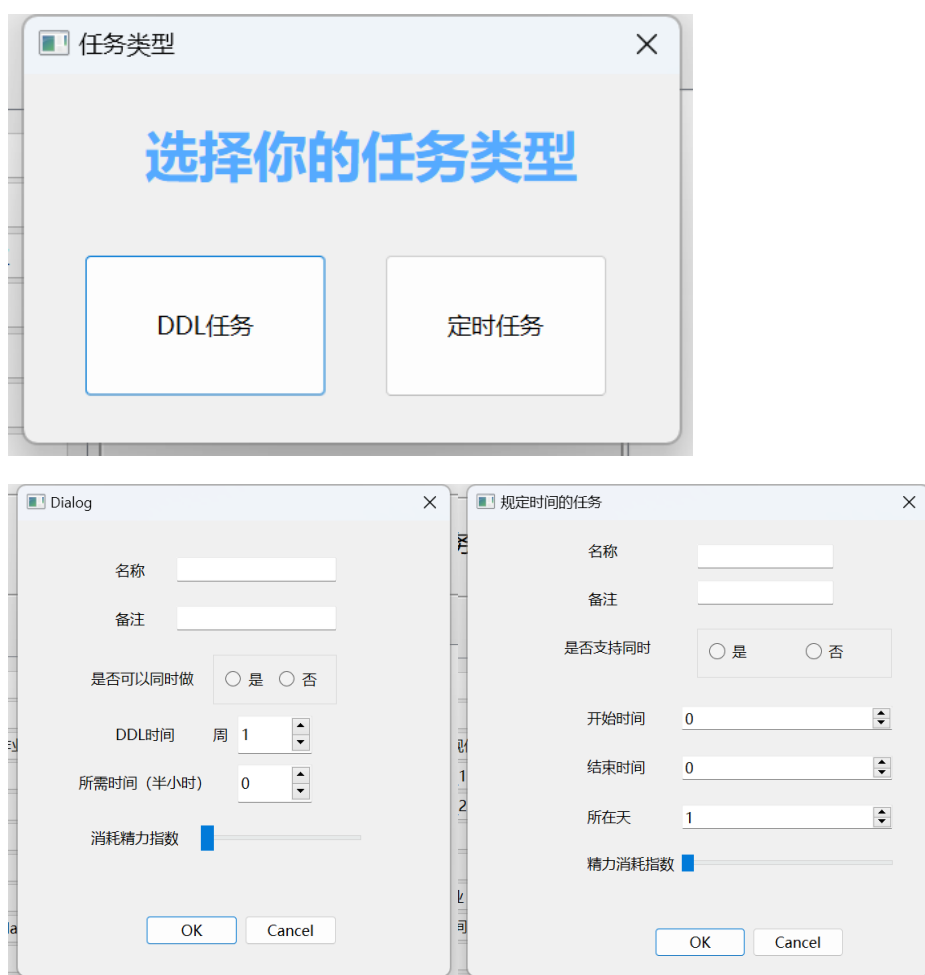 任务类型
选择你的任务类型
DDL任务 定时任务
Dialog
名称
备注
是否可以同时做 是 否
DDL时间 周 1
所需时间（半小时） 0
消耗精力指数
OK Cancel
规定时间的任务
名称
备注
是否支持同时 是 否
开始时间 0
结束时间 0
所在天 1
精力消耗指数
OK Cancel